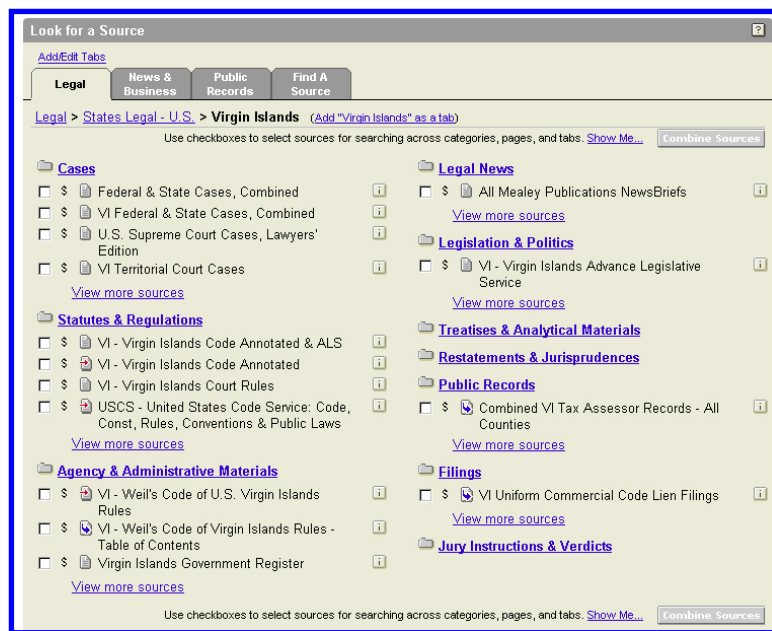 Look for a Source
?
Add/Edit Tabs
Legal
News &
Business
Public
Records
Find A
Source
Legal > States Legal - U.S. > Virgin Islands (Add "Virgin Islands" as a tab)
Use checkboxes to select sources for searching across categories, pages, and tabs. Show Me... Combine Sources
Cases
$ Federal & State Cases, Combined i
$ VI Federal & State Cases, Combined i
$ U.S. Supreme Court Cases, Lawyers' i
Edition
$ VI Territorial Court Cases i
View more sources
Statutes & Regulations
$ VI - Virgin Islands Code Annotated & ALS i
$ VI - Virgin Islands Code Annotated i
$ VI - Virgin Islands Court Rules i
$ USCS - United States Code Service: Code, i
Const, Rules, Conventions & Public Laws
View more sources
Agency & Administrative Materials
$ VI - Weil's Code of U.S. Virgin Islands i
Rules
$ VI - Weil's Code of Virgin Islands Rules - i
Table of Contents
$ Virgin Islands Government Register i
View more sources
Legal News
$ All Mealey Publications NewsBriefs i
View more sources
Legislation & Politics
$ VI - Virgin Islands Advance Legislative i
Service
View more sources
Treatises & Analytical Materials
Restatements & Jurisprudences
Public Records
$ Combined VI Tax Assessor Records - All i
Counties
View more sources
Filings
$ VI Uniform Commercial Code Lien Filings i
View more sources
Jury Instructions & Verdicts
Use checkboxes to select sources for searching across categories, pages, and tabs. Show Me... Combine Sources